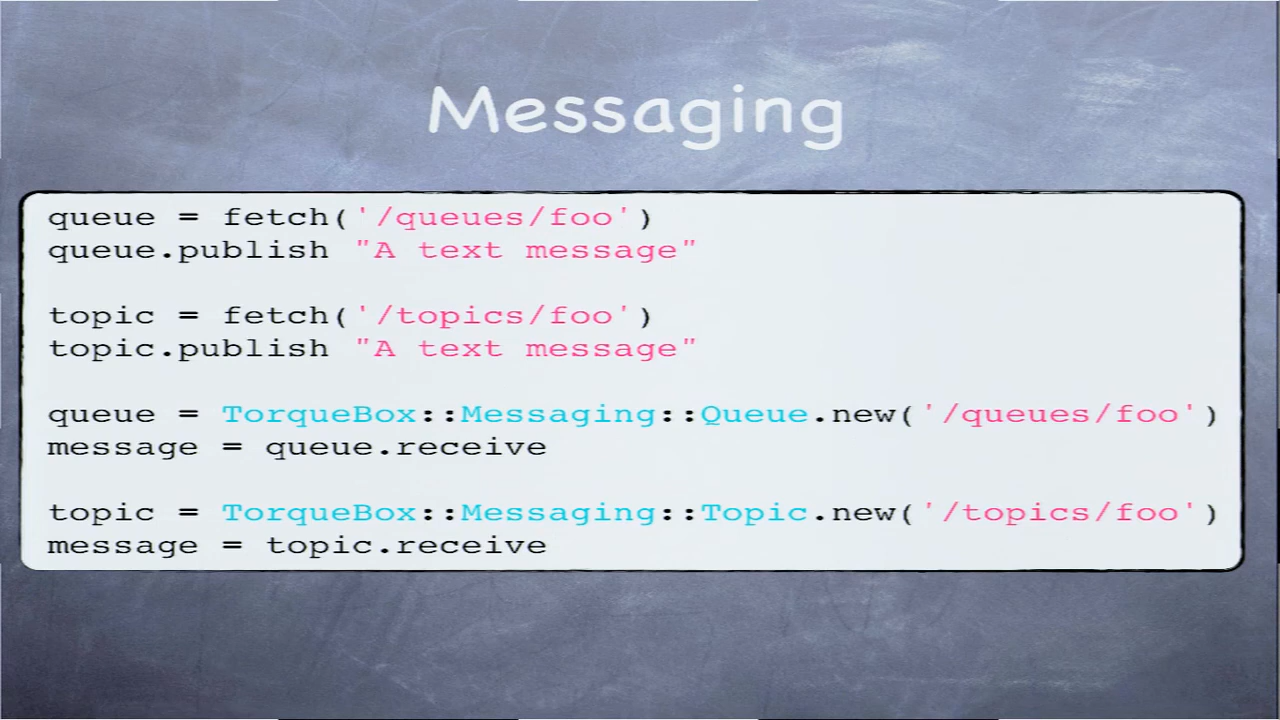 Messaging
queue = fetch('/queues/foo')
queue.publish "A text message"
topic = fetch('/topics/foo')
topic.publish "A text message"
queue = TorqueBox::Messaging::Queue.new('/queues/foo')
message = queue.receive
topic = TorqueBox::Messaging::Topic.new('/topics/foo')
message = topic.receive